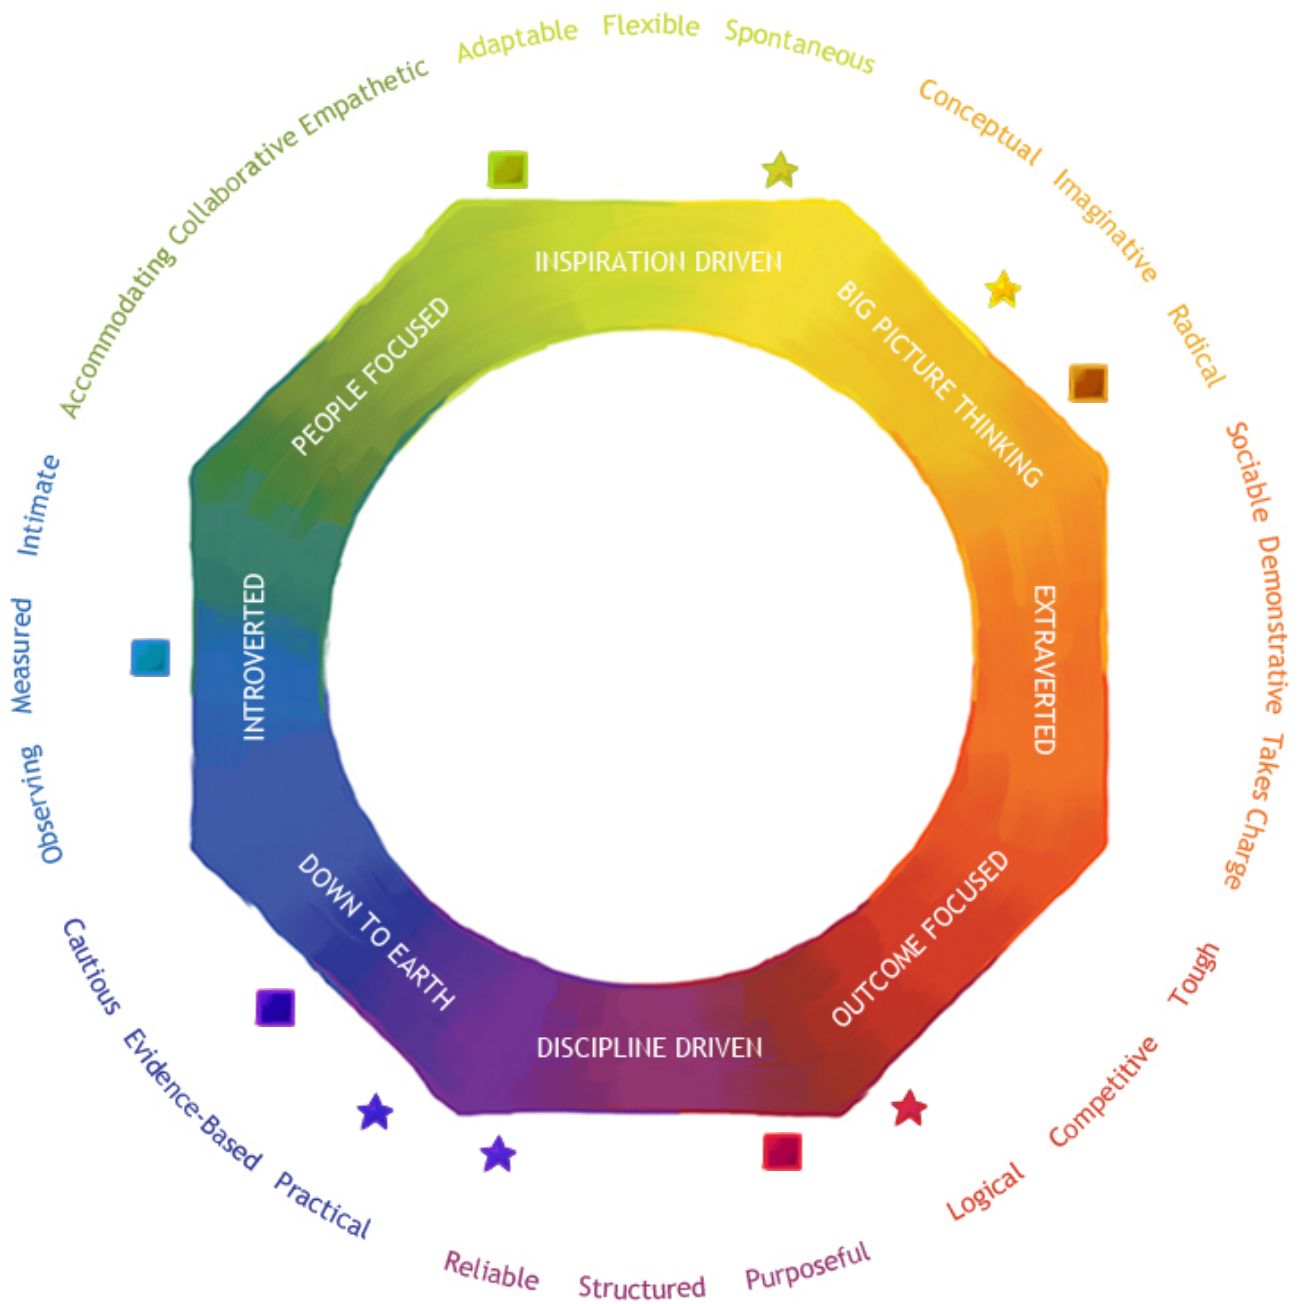 Adaptable Flexible Spontaneous
Conceptual Imaginative Radical
Sociable Demonstrative Takes Charge
Tough
Competitive
Logical
Reliable Structured Purposeful
Cautious Evidence-Based Practical
Observing Measured Intimate
Accommodating Collaborative Empathetic
INSPIRATION DRIVEN
BIG PICTURE THINKING
EXTRAVERTED
OUTCOME FOCUSED
DISCIPLINE DRIVEN
DOWN TO EARTH
INTROVERTED
PEOPLE FOCUSED